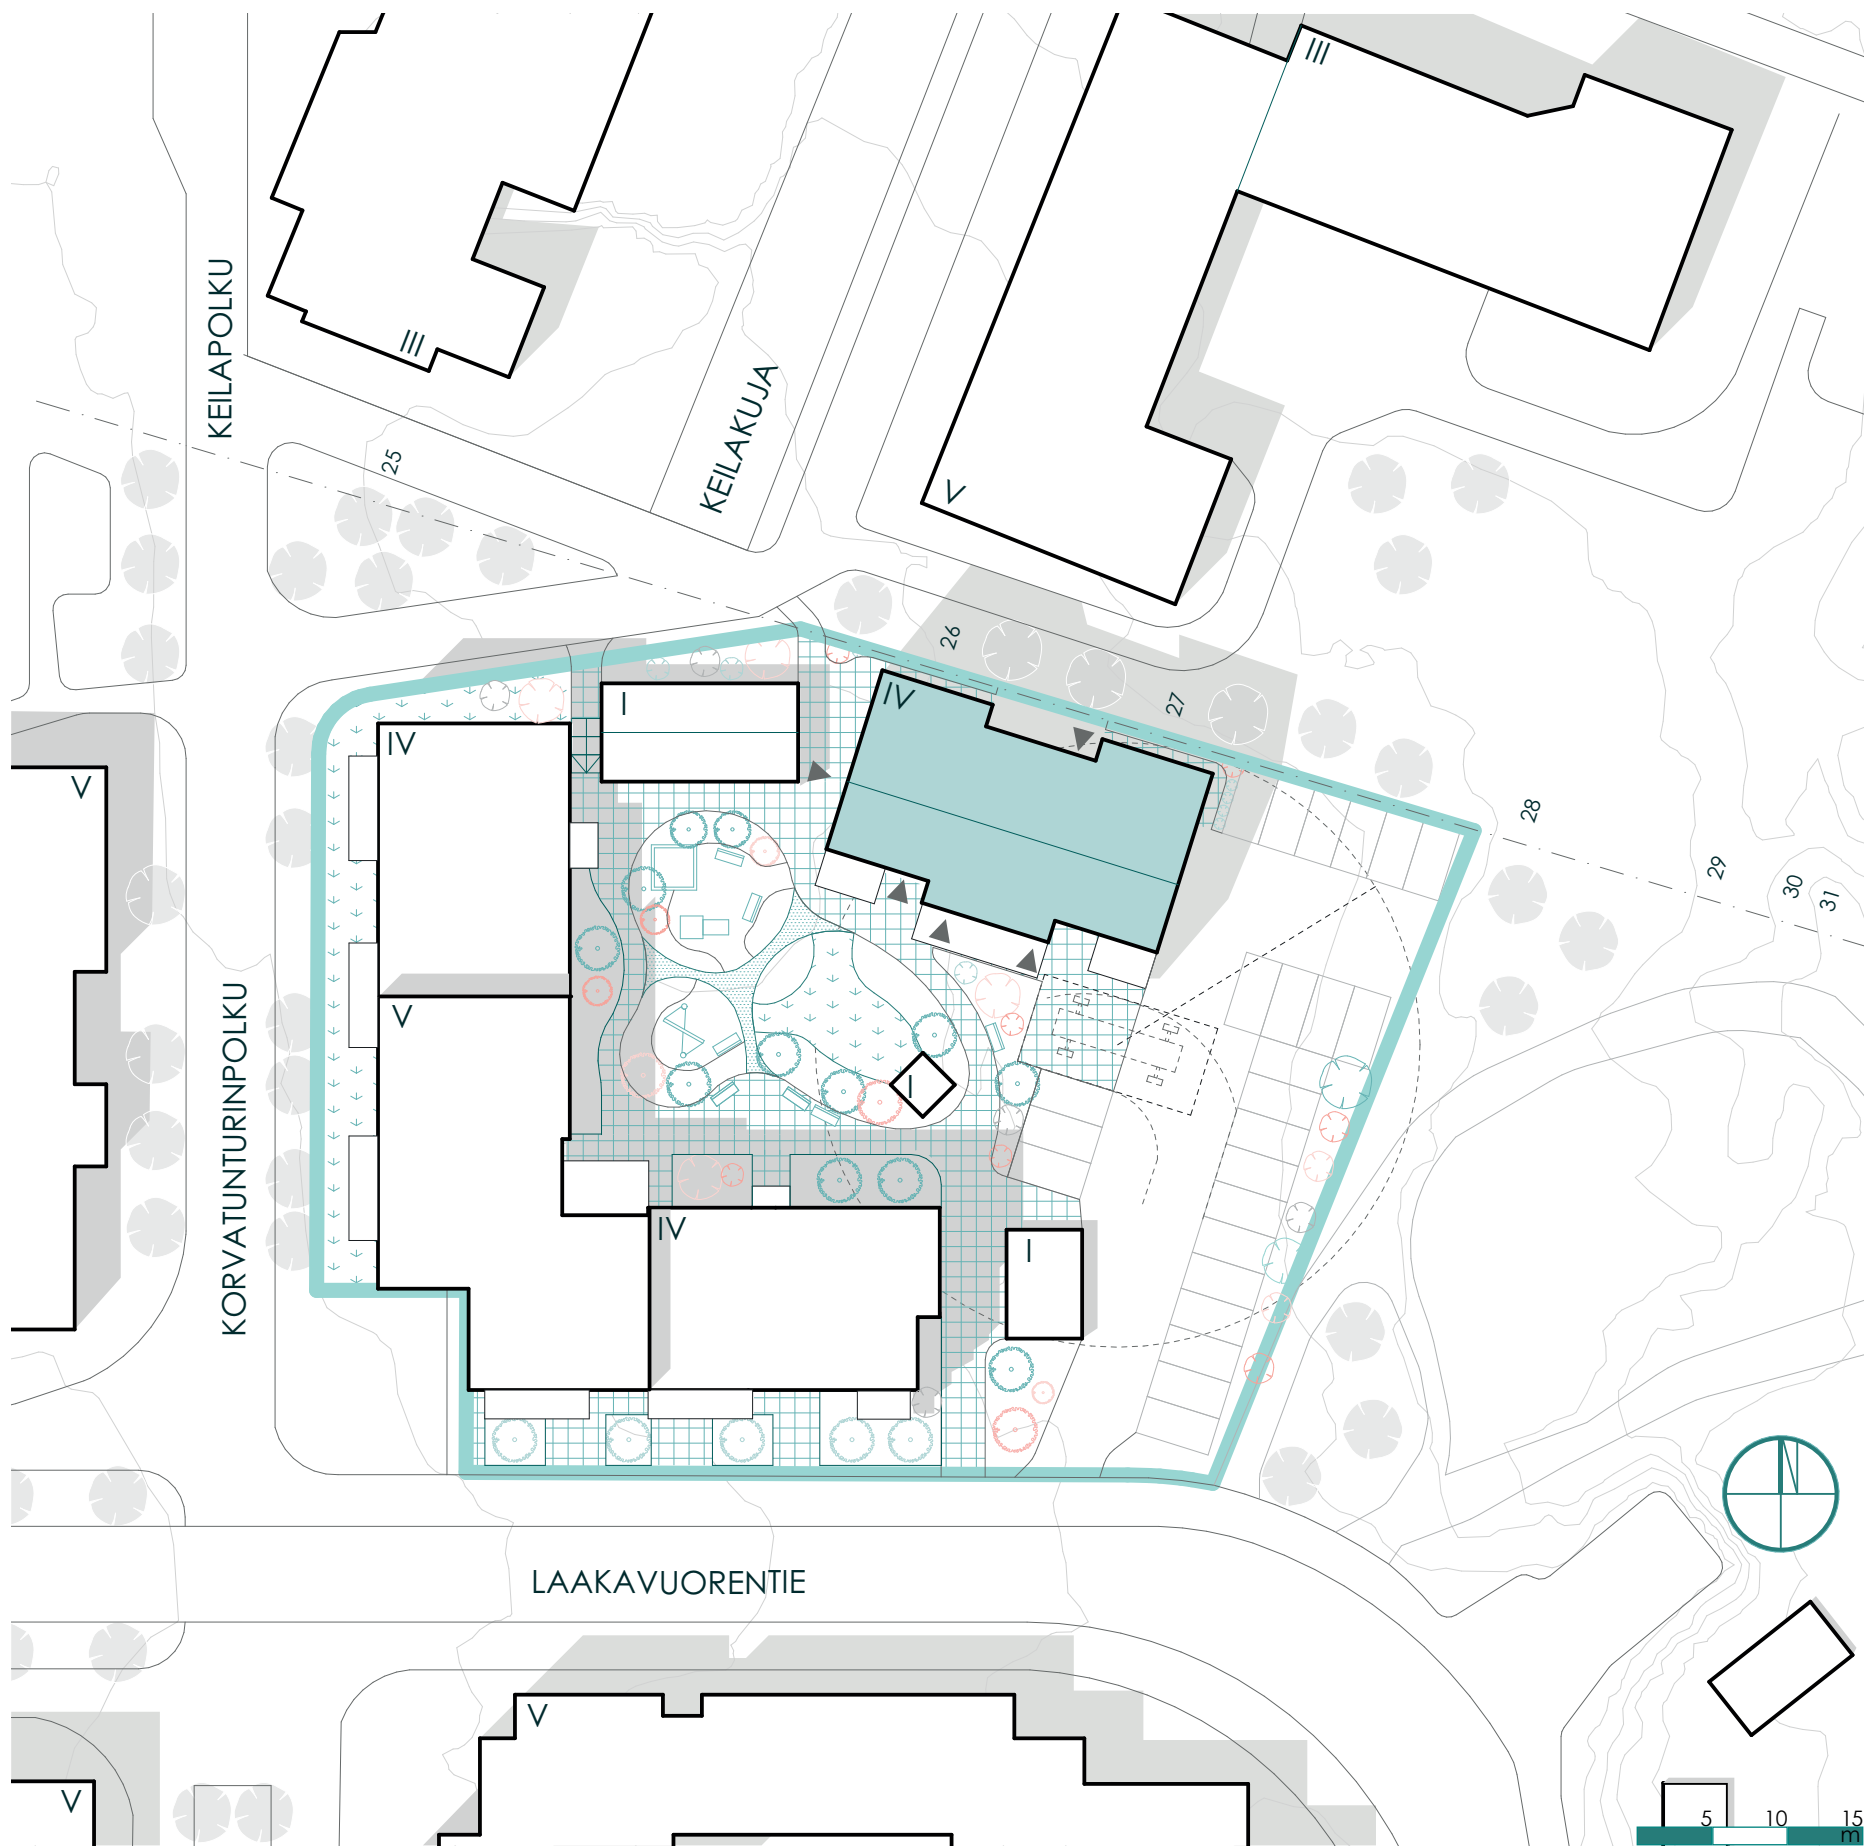 III
III
KEILAPOLKU
KEILAKUJA
25
V
26
27
I
IV
IV
V
28
29
30
31
V
I
KORVATUNTURINPOLKU
IV
I
N
LAAKAVUORENTIE
V
V
5 10 15
m